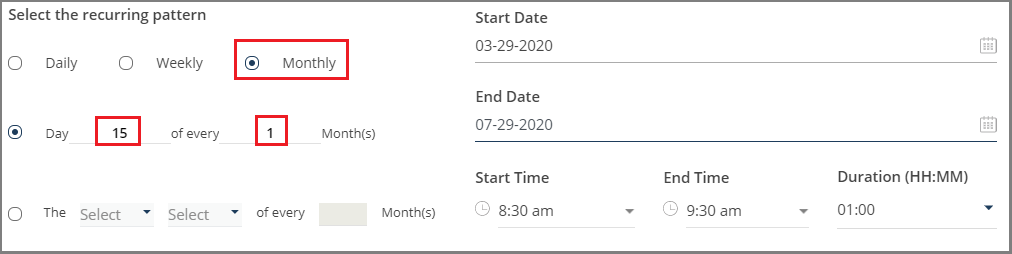 Select the recurring pattern
Daily Weekly Monthly
Day 15 of every 1 Month(s)
The Select Select of every Month(s)
Start Date
03-29-2020
End Date
07-29-2020
Start Time End Time Duration (HH:MM)
8:30 am 9:30 am 01:00